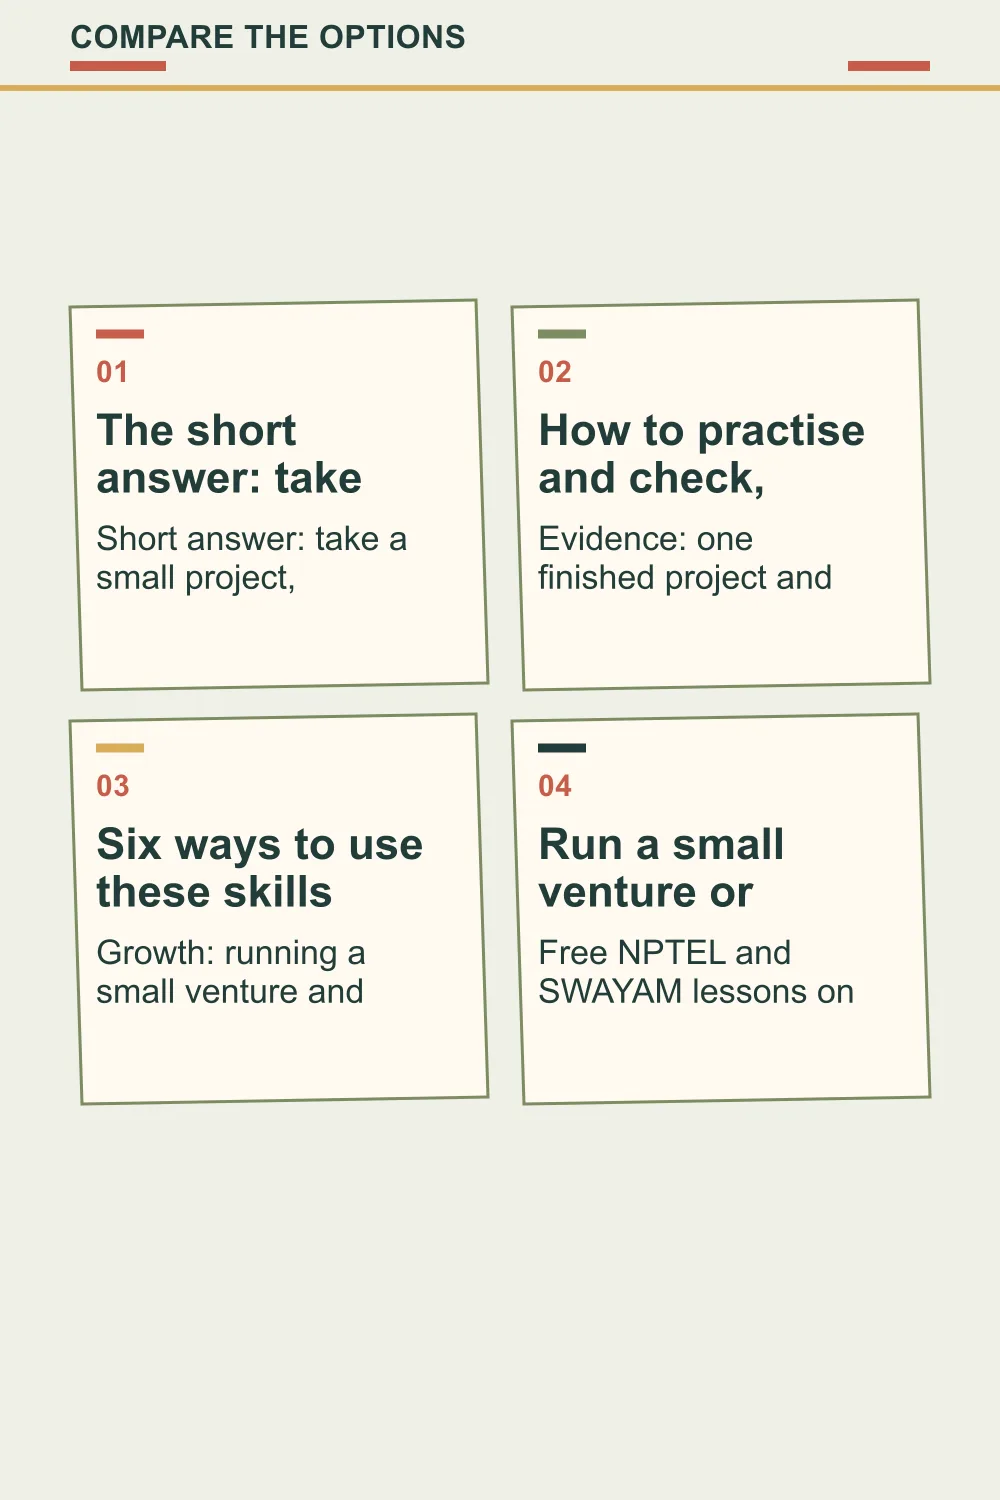 COMPARE THE OPTIONS
01
The short
answer: take
Short answer: take a
small project,
02
How to practise
and check,
Evidence: one
finished project and
03
Six ways to use
these skills
Growth: running a
small venture and
04
Run a small
venture or
Free NPTEL and
SWAYAM lessons on